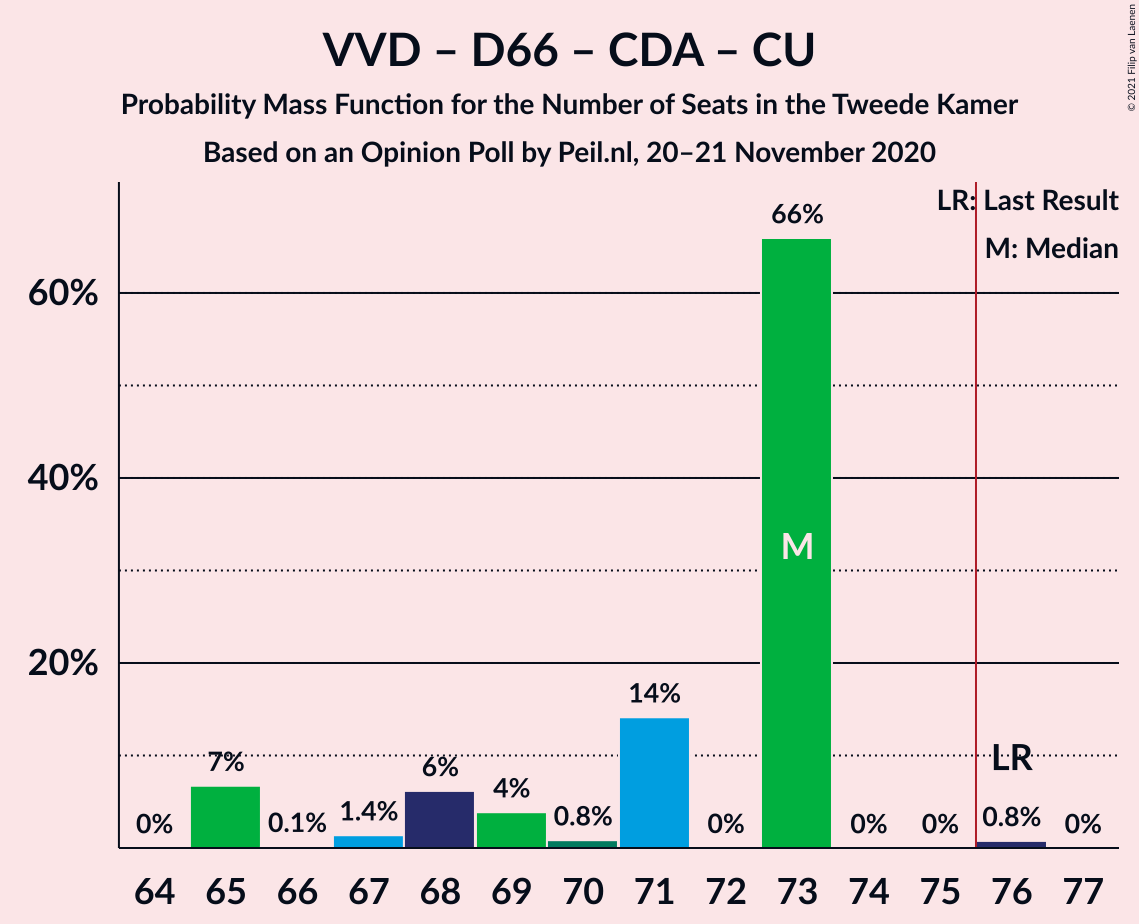 VVD – D66 – CDA – CU
Probability Mass Function for the Number of Seats in the Tweede Kamer
Based on an Opinion Poll by Peil.nl, 20–21 November 2020
© 2021 Filip van Laenen
LR: Last Result
M: Median
60%
40%
20%
0%
7%
0.1%
1.4%
6%
4%
0.8%
14%
0%
66%
0%
0%
0.8%
0%
M
LR
64 65 66 67 68 69 70 71 72 73 74 75 76 77